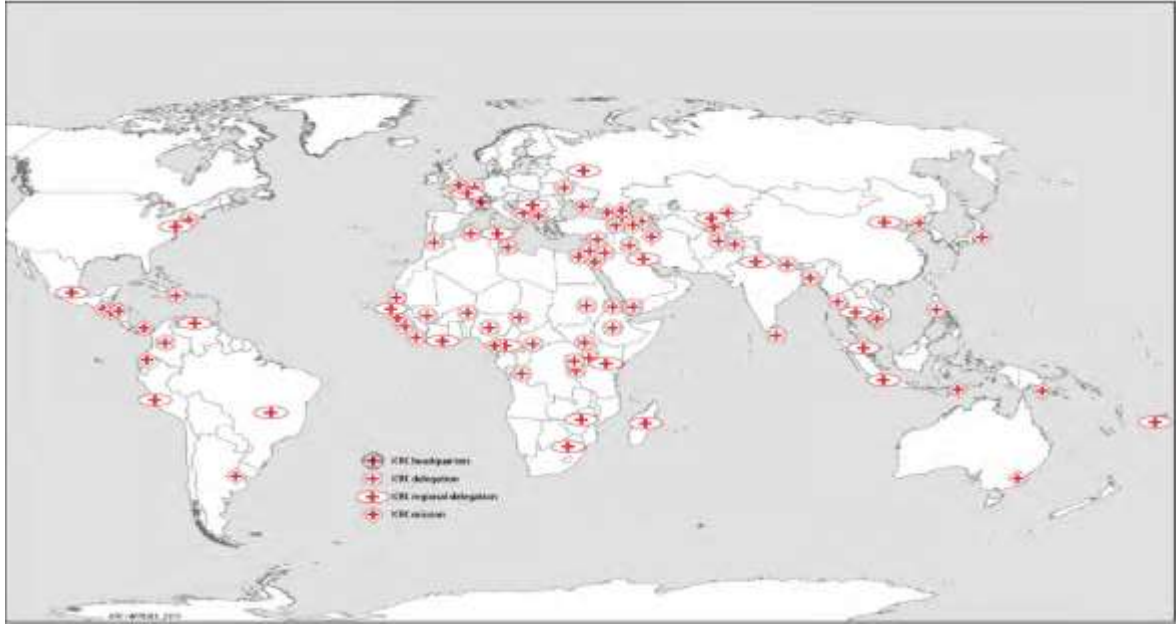 ICRC headquarters
ICRC delegation
ICRC regional delegation
ICRC mission